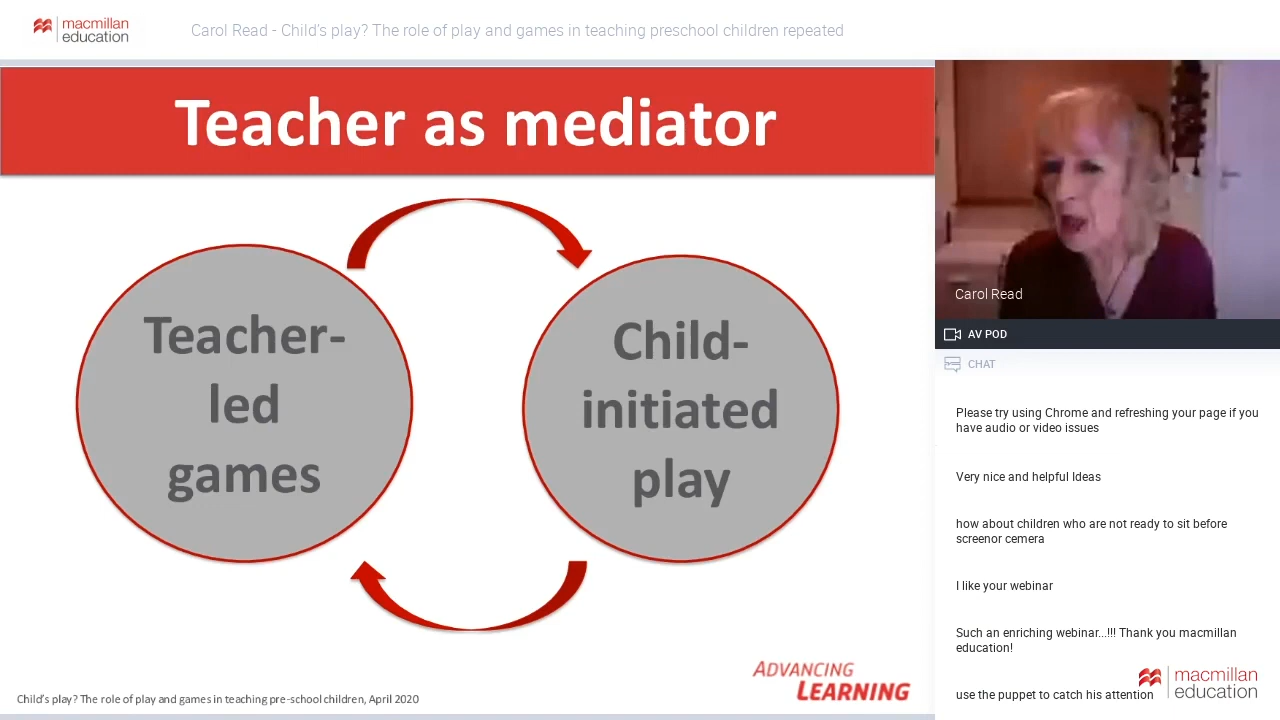 macmillan
education
Carol Read - Child's play? The role of play and games in teaching preschool children repeated
Teacher as mediator
Teacher-
led
games
Child-
initiated
play
ADVANCING
LEARNING
Child's play? The role of play and games in teaching pre-school children, April 2020
Carol Read
AV POD
CHAT
Please try using Chrome and refreshing your page if you
have audio or video issues
Very nice and helpful Ideas
how about children who are not ready to sit before
screenor cemera
I like your webinar
Such an enriching webinar...!!! Thank you macmillan
education!
use the puppet to catch his attention
macmillan
education